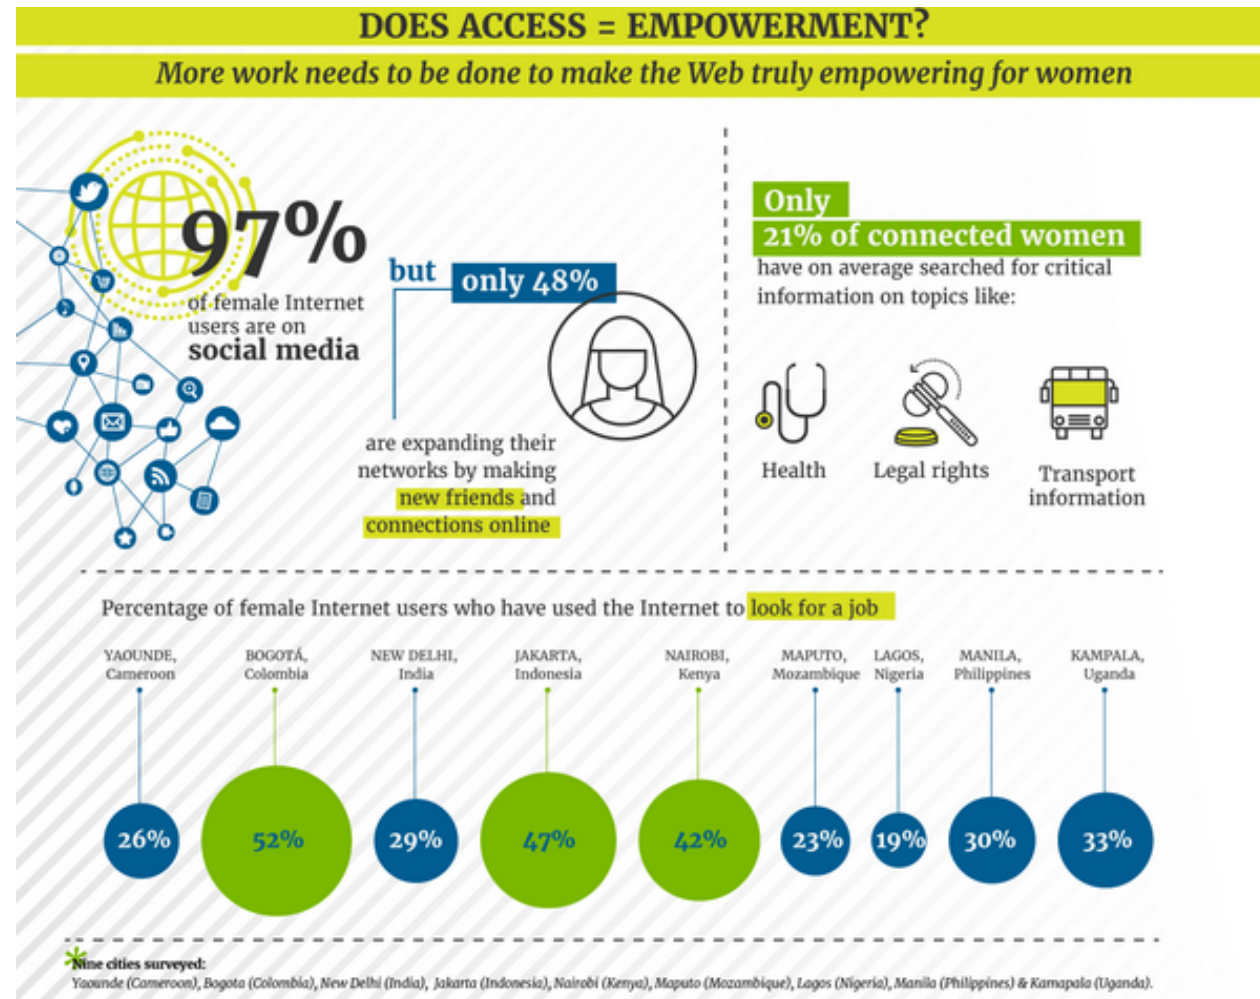 DOES ACCESS = EMPOWERMENT?
More work needs to be done to make the Web truly empowering for women
97%
of female Internet
users are on
social media
but
only 48%
are expanding their
networks by making
new friends and
connections online
Only
21% of connected women
have on average searched for critical
information on topics like:
Health
Legal rights
Transport
information
Percentage of female Internet users who have used the Internet to look for a job
YAOUNDE,
Cameroon
BOGOTÁ,
Colombia
NEW DELHI,
India
JAKARTA,
Indonesia
NAIROBI,
Kenya
MAPUTO,
Mozambique
LAGOS,
Nigeria
MANILA,
Philippines
KAMPALA,
Uganda
26%
52%
29%
47%
42%
23%
19%
30%
33%
*Nine cities surveyed:
Yaounde (Cameroon), Bogota (Colombia), New Delhi (India), Jakarta (Indonesia), Nairobi (Kenya), Maputo (Mozambique), Lagos (Nigeria), Manila (Philippines) & Kamapala (Uganda).